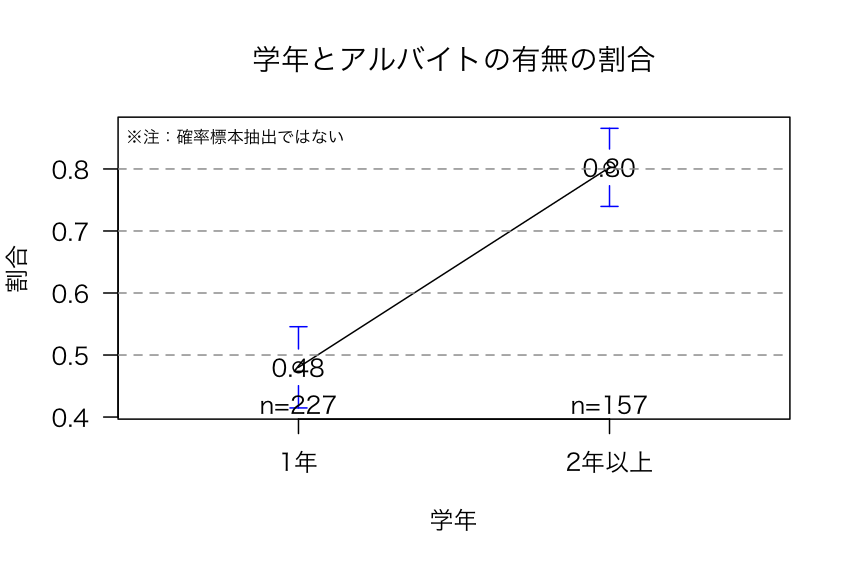 学年とアルバイトの有無の割合
※注：確率標本抽出ではない
割合
0.8
0.7
0.6
0.5
0.4
0.80
0.48
n=227
n=157
1年
2年以上
学年